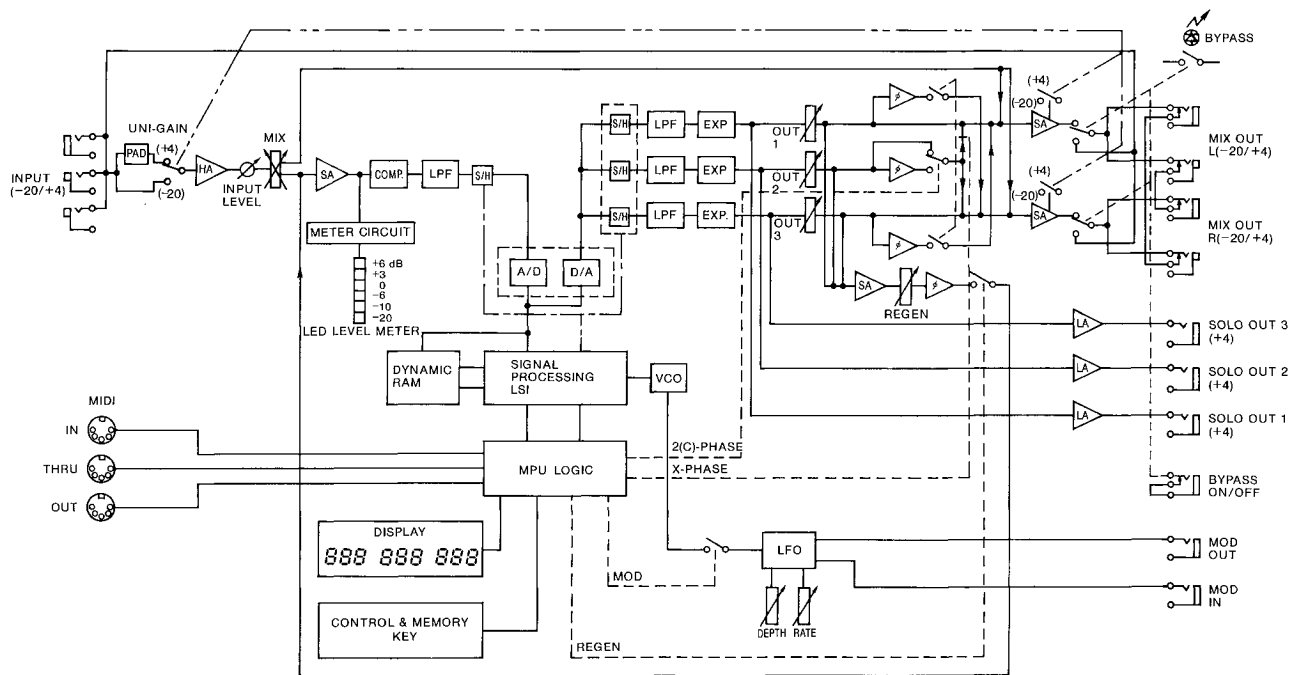 BYPASS
UNI-GAIN
(+4)
PAD
(-20)
INPUT
(-20/+4)
HA
INPUT
LEVEL
MIX
SA
COMP.
LPF
S/H
METER CIRCUIT
+6 dB
+3
0
-6
-10
-20
LED LEVEL METER
A/D
D/A
S/H
LPF
EXP
OUT
1
S/H
LPF
EXP
OUT
2
S/H
LPF
EXP.
OUT
3
ø
ø
ø
SA
REGEN
ø
(+4)
(-20)
SA
(+4)
(-20)
SA
MIX OUT
L(-20/+4)
MIX OUT
R(-20/+4)
LA
SOLO OUT 3
(+4)
LA
SOLO OUT 2
(+4)
LA
SOLO OUT 1
(+4)
BYPASS
ON/OFF
MOD
OUT
MOD
IN
DYNAMIC
RAM
SIGNAL
PROCESSING
LSI
VCO
MIDI
IN
THRU
OUT
MPU LOGIC
2(C)-PHASE
X-PHASE
DISPLAY
888 888 888
MOD
LFO
DEPTH
RATE
CONTROL & MEMORY
KEY
REGEN